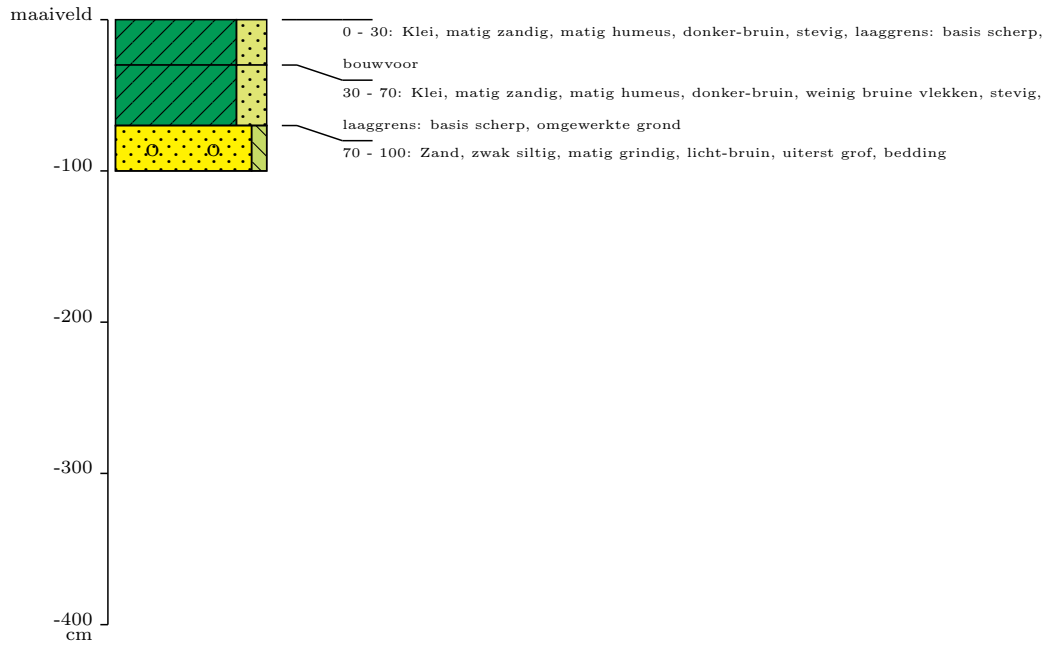 maaiveld
0 - 30: Klei, matig zandig, matig humeus, donker-bruin, stevig, laaggrens: basis scherp,
bouwvoor
30 - 70: Klei, matig zandig, matig humeus, donker-bruin, weinig bruine vlekken, stevig,
laaggrens: basis scherp, omgewerkte grond
70 - 100: Zand, zwak siltig, matig grindig, licht-bruin, uiterst grof, bedding
-100
-200
-300
-400
cm